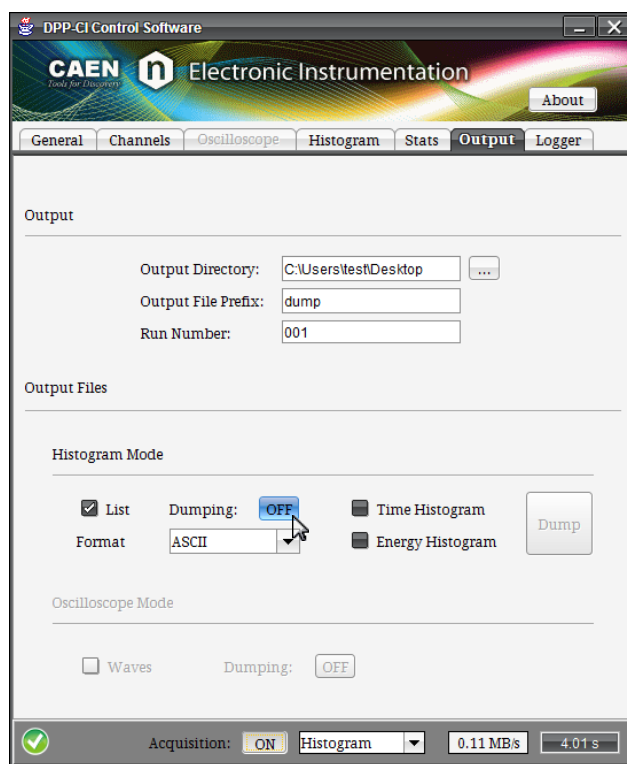 DPP-CI Control Software
CAEN n Electronic Instrumentation
Tools for Discovery
About
General Channels Oscilloscope Histogram Stats Output Logger
Output
Output Directory: C:\Users\test\Desktop ...
Output File Prefix: dump
Run Number: 001
Output Files
Histogram Mode
List Dumping: OFF Time Histogram
Dump
Format ASCII Energy Histogram
Oscilloscope Mode
Waves Dumping: OFF
Acquisition: ON Histogram 0.11 MB/s 4.01 s